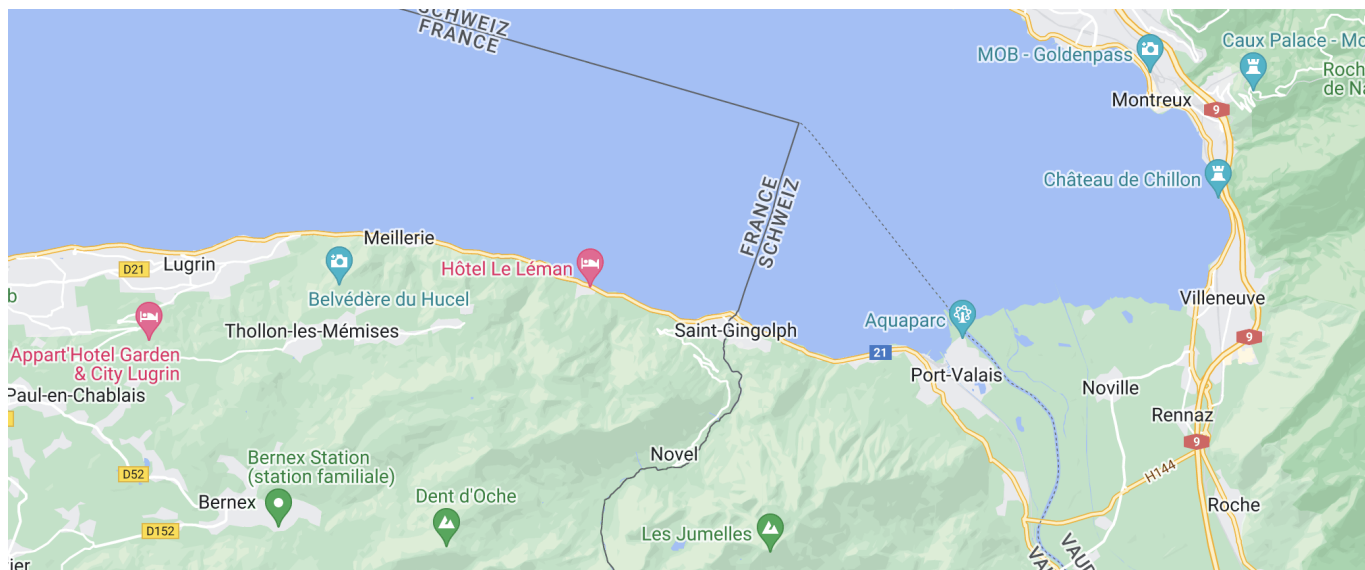 SCHWEIZ
FRANCE
MOB - Goldenpass
Caux Palace - Mo
Roch
de Na
Montreux
9
Château de Chillon
FRANCE
SCHWEIZ
Meillerie
Lugrin
D21
Hôtel Le Léman
b
Belvédère du Hucel
Villeneuve
Aquaparc
Thollon-les-Mémises
Saint-Gingolph
9
21
Appart'Hotel Garden
& City Lugrin
Port-Valais
Paul-en-Chablais
Noville
Rennaz
9
Novel
Bernex Station
(station familiale)
D52
H144
Bernex
Dent d'Oche
Roche
D152
Les Jumelles
VAUD
VAL
ier